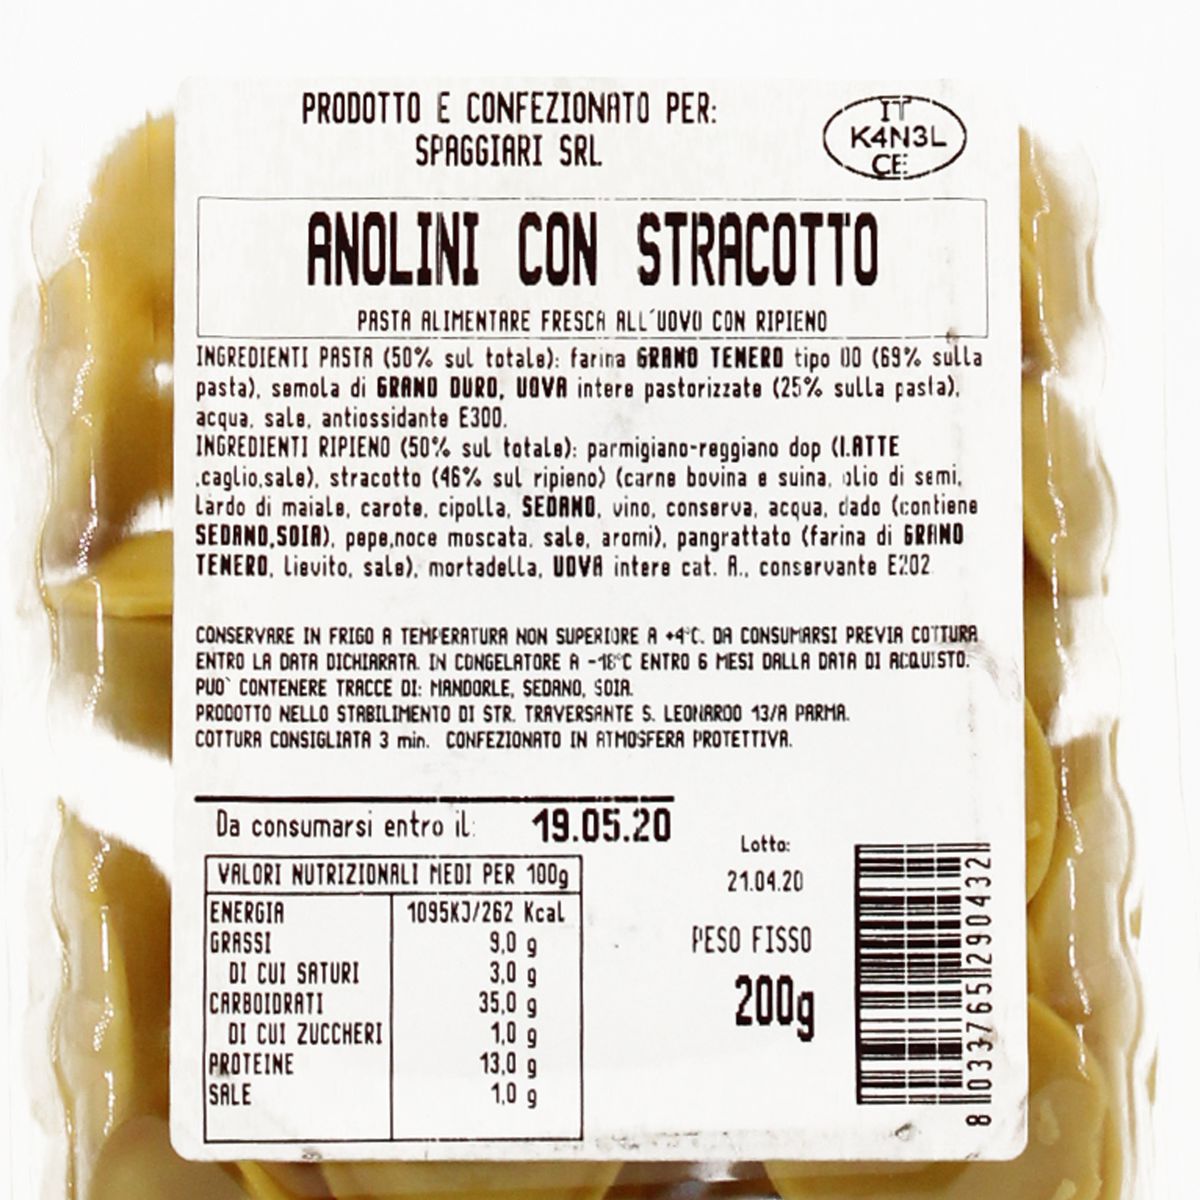 PRODOTTO E CONFEZIONATO PER:
SPAGGIARI SRL
IT
K4N3L
CE
ANOLINI CON STRACOTTO
PASTA ALIMENTARE FRESCA ALL´UOVO CON RIPIENO
INGREDIENTI PASTA (50% sul totale): farina GRANO TENERO tipo 00 (69% sulla
pasta), semola di GRANO DURO, UOVA intere pastorizzate (25% sulla pasta),
acqua, sale, antiossidante E300.
INGREDIENTI RIPIENO (50% sul totale): parmigiano-reggiano dop (LATTE
,caglio,sale), stracotto (46% sul ripieno) (carne bovina e suina, olio di semi,
lardo di maiale, carote, cipolla, SEDANO, vino, conserva, acqua, dado (contiene
SEDANO,SOIA), pepe,noce moscata, sale, aromi), pangrattato (farina di GRANO
TENERO, lievito, sale), mortadella, UOVA intere cat. A., conservante E202
CONSERVARE IN FRIGO A TEMPERATURA NON SUPERIORE A +4°C. DA CONSUMARSI PREVIA COTTURA
ENTRO LA DATA DICHIARATA. IN CONGELATORE A -18°C ENTRO 6 MESI DALLA DATA DI ACQUISTO.
PUO` CONTENERE TRACCE DI: MANDORLE, SEDANO, SOIA.
PRODOTTO NELLO STABILIMENTO DI STR. TRAVERSANTE S. LEONARDO 13/A PARMA.
COTTURA CONSIGLIATA 3 min. CONFEZIONATO IN ATMOSFERA PROTETTIVA.
Da consumarsi entro il: 19.05.20
VALORI NUTRIZIONALI MEDI PER 100g
ENERGIA 1095KJ/262 Kcal
GRASSI 9,0 g
DI CUI SATURI 3,0 g
CARBOIDRATI 35,0 g
DI CUI ZUCCHERI 1,0 g
PROTEINE 13,0 g
SALE 1,0 g
Lotto:
21.04.20
PESO FISSO
200g
8 033765 290432